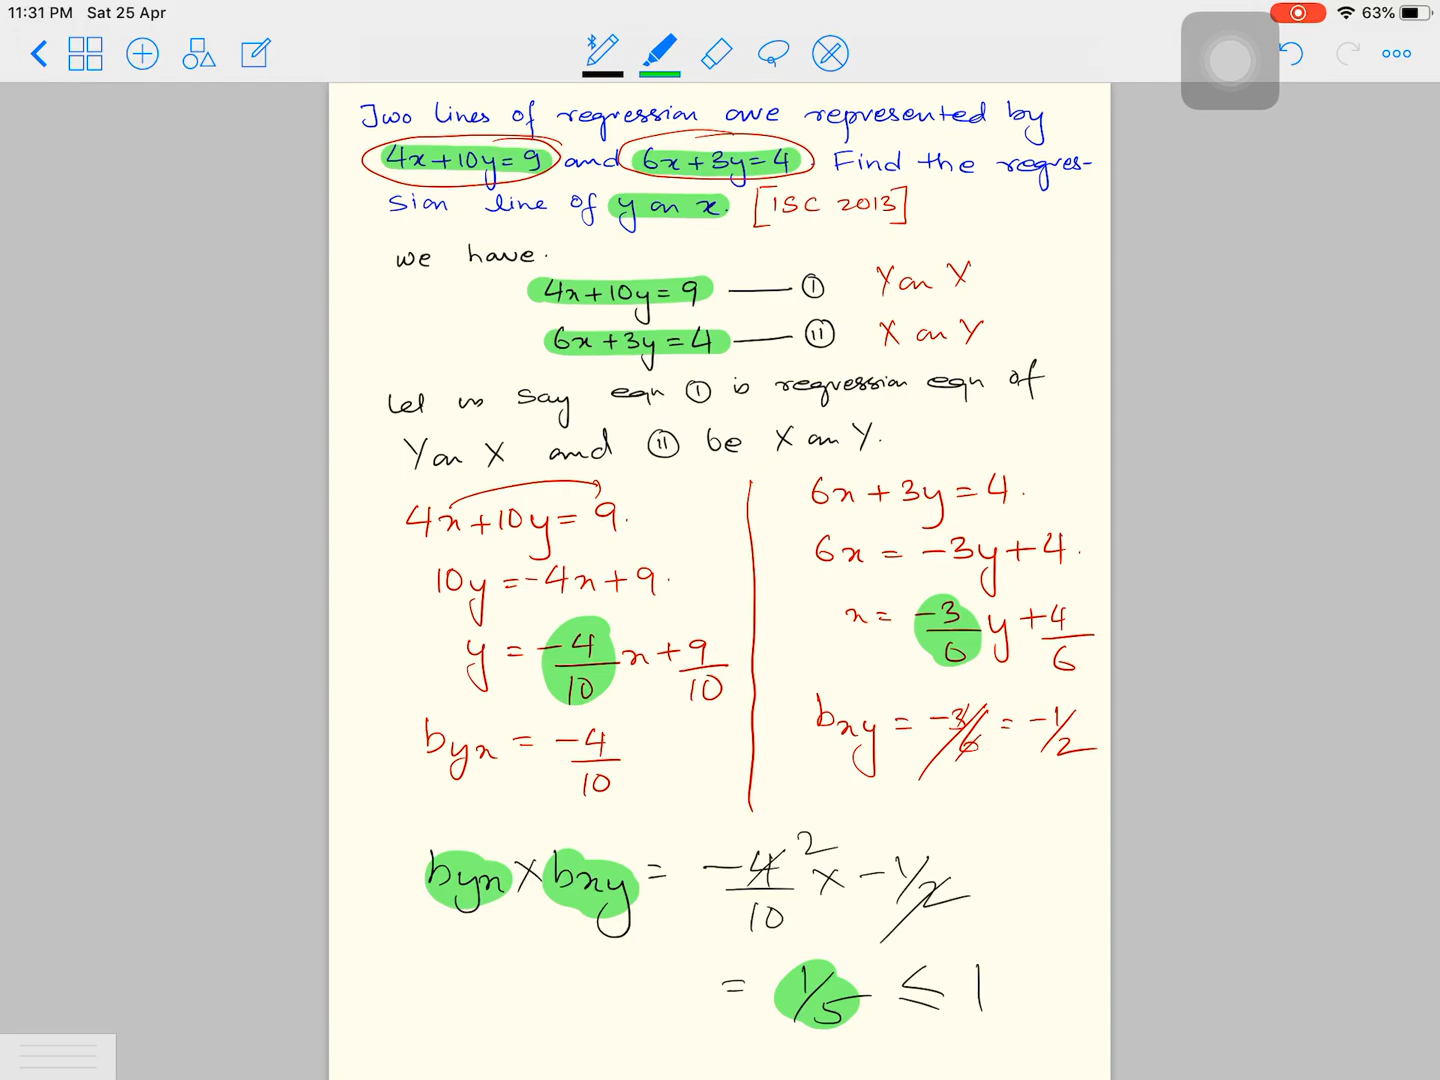 11:31 PM Sat 25 Apr 63%
Two lines of regression are represented by
4x+10y=9 and 6x+3y=4. Find the regres-
sion line of y on x. [ISC 2013]
we have.
4x+10y=9 — I Y on X
6x+3y=4 — II X on Y
Let us say eqn I is regression eqn of
Y on X and II be X on Y.
4x+10y=9.
10y=-4x+9.
y = -4/10 x + 9/10
byx = -4/10
6x+3y=4.
6x = -3y+4.
x = -3/6 y + 4/6
bxy = -3/6 = -1/2
byx × bxy = -4/10 2 × -1/2
= 1/5 ≤ 1